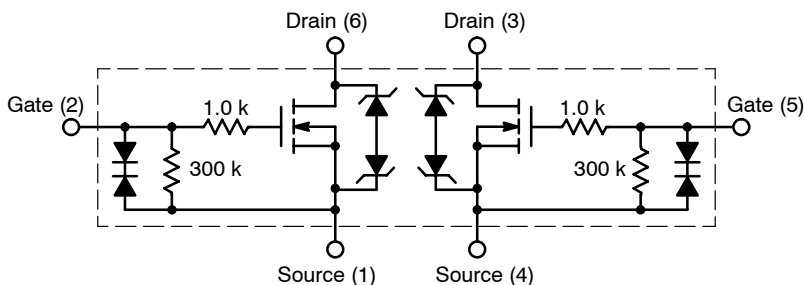 Drain (6) Drain (3)
Gate (2) 1.0 k 1.0 k Gate (5)
300 k 300 k
Source (1) Source (4)